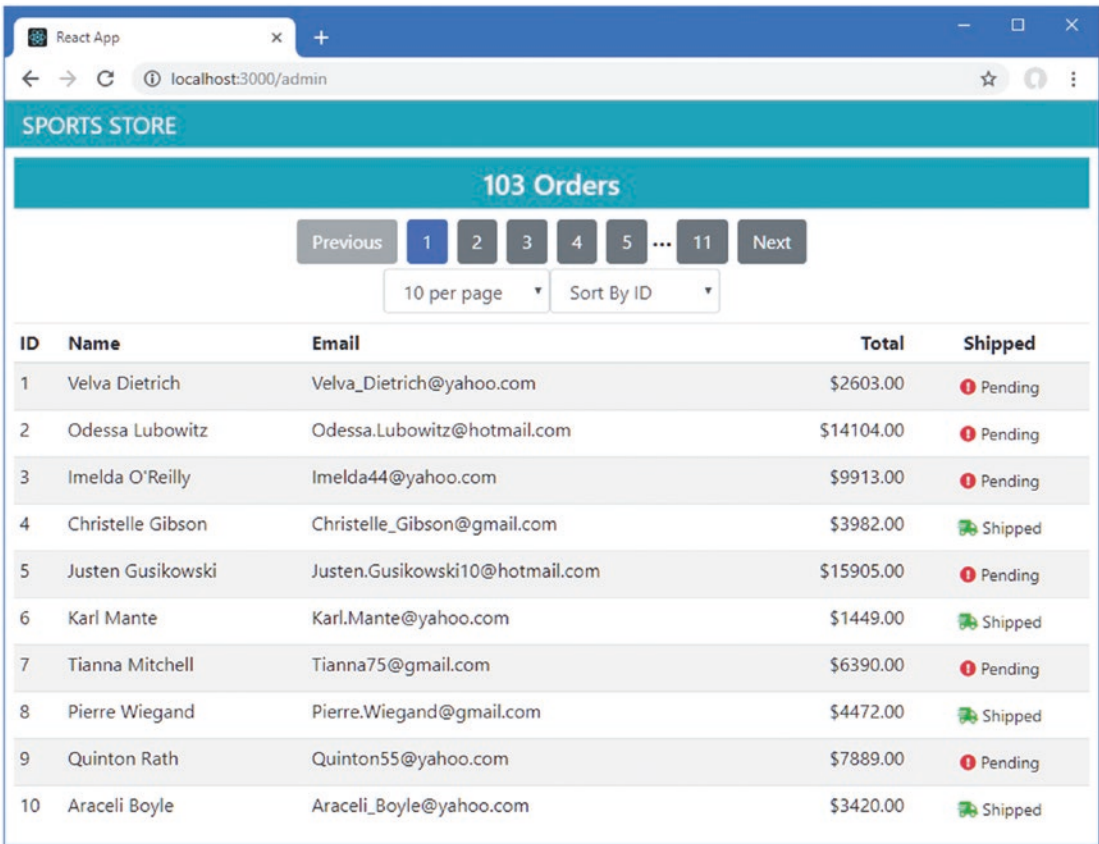 React App
localhost:3000/admin
SPORTS STORE
103 Orders
Previous 1 2 3 4 5 ... 11 Next
10 per page Sort By ID
ID Name Email Total Shipped
1 Velva Dietrich Velva_Dietrich@yahoo.com $2603.00 Pending
2 Odessa Lubowitz Odessa.Lubowitz@hotmail.com $14104.00 Pending
3 Imelda O'Reilly Imelda44@yahoo.com $9913.00 Pending
4 Christelle Gibson Christelle_Gibson@gmail.com $3982.00 Shipped
5 Justen Gusikowski Justen.Gusikowski10@hotmail.com $15905.00 Pending
6 Karl Mante Karl.Mante@yahoo.com $1449.00 Shipped
7 Tianna Mitchell Tianna75@gmail.com $6390.00 Pending
8 Pierre Wiegand Pierre.Wiegand@gmail.com $4472.00 Shipped
9 Quinton Rath Quinton55@yahoo.com $7889.00 Pending
10 Araceli Boyle Araceli_Boyle@yahoo.com $3420.00 Shipped